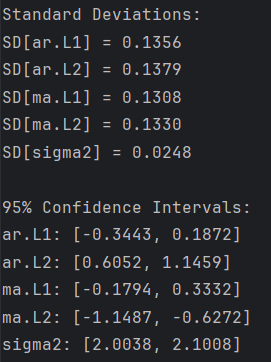 Standard Deviations:
SD[ar.L1] = 0.1356
SD[ar.L2] = 0.1379
SD[ma.L1] = 0.1308
SD[ma.L2] = 0.1330
SD[sigma2] = 0.0248
95% Confidence Intervals:
ar.L1: [-0.3443, 0.1872]
ar.L2: [0.6052, 1.1459]
ma.L1: [-0.1794, 0.3332]
ma.L2: [-1.1487, -0.6272]
sigma2: [2.0038, 2.1008]